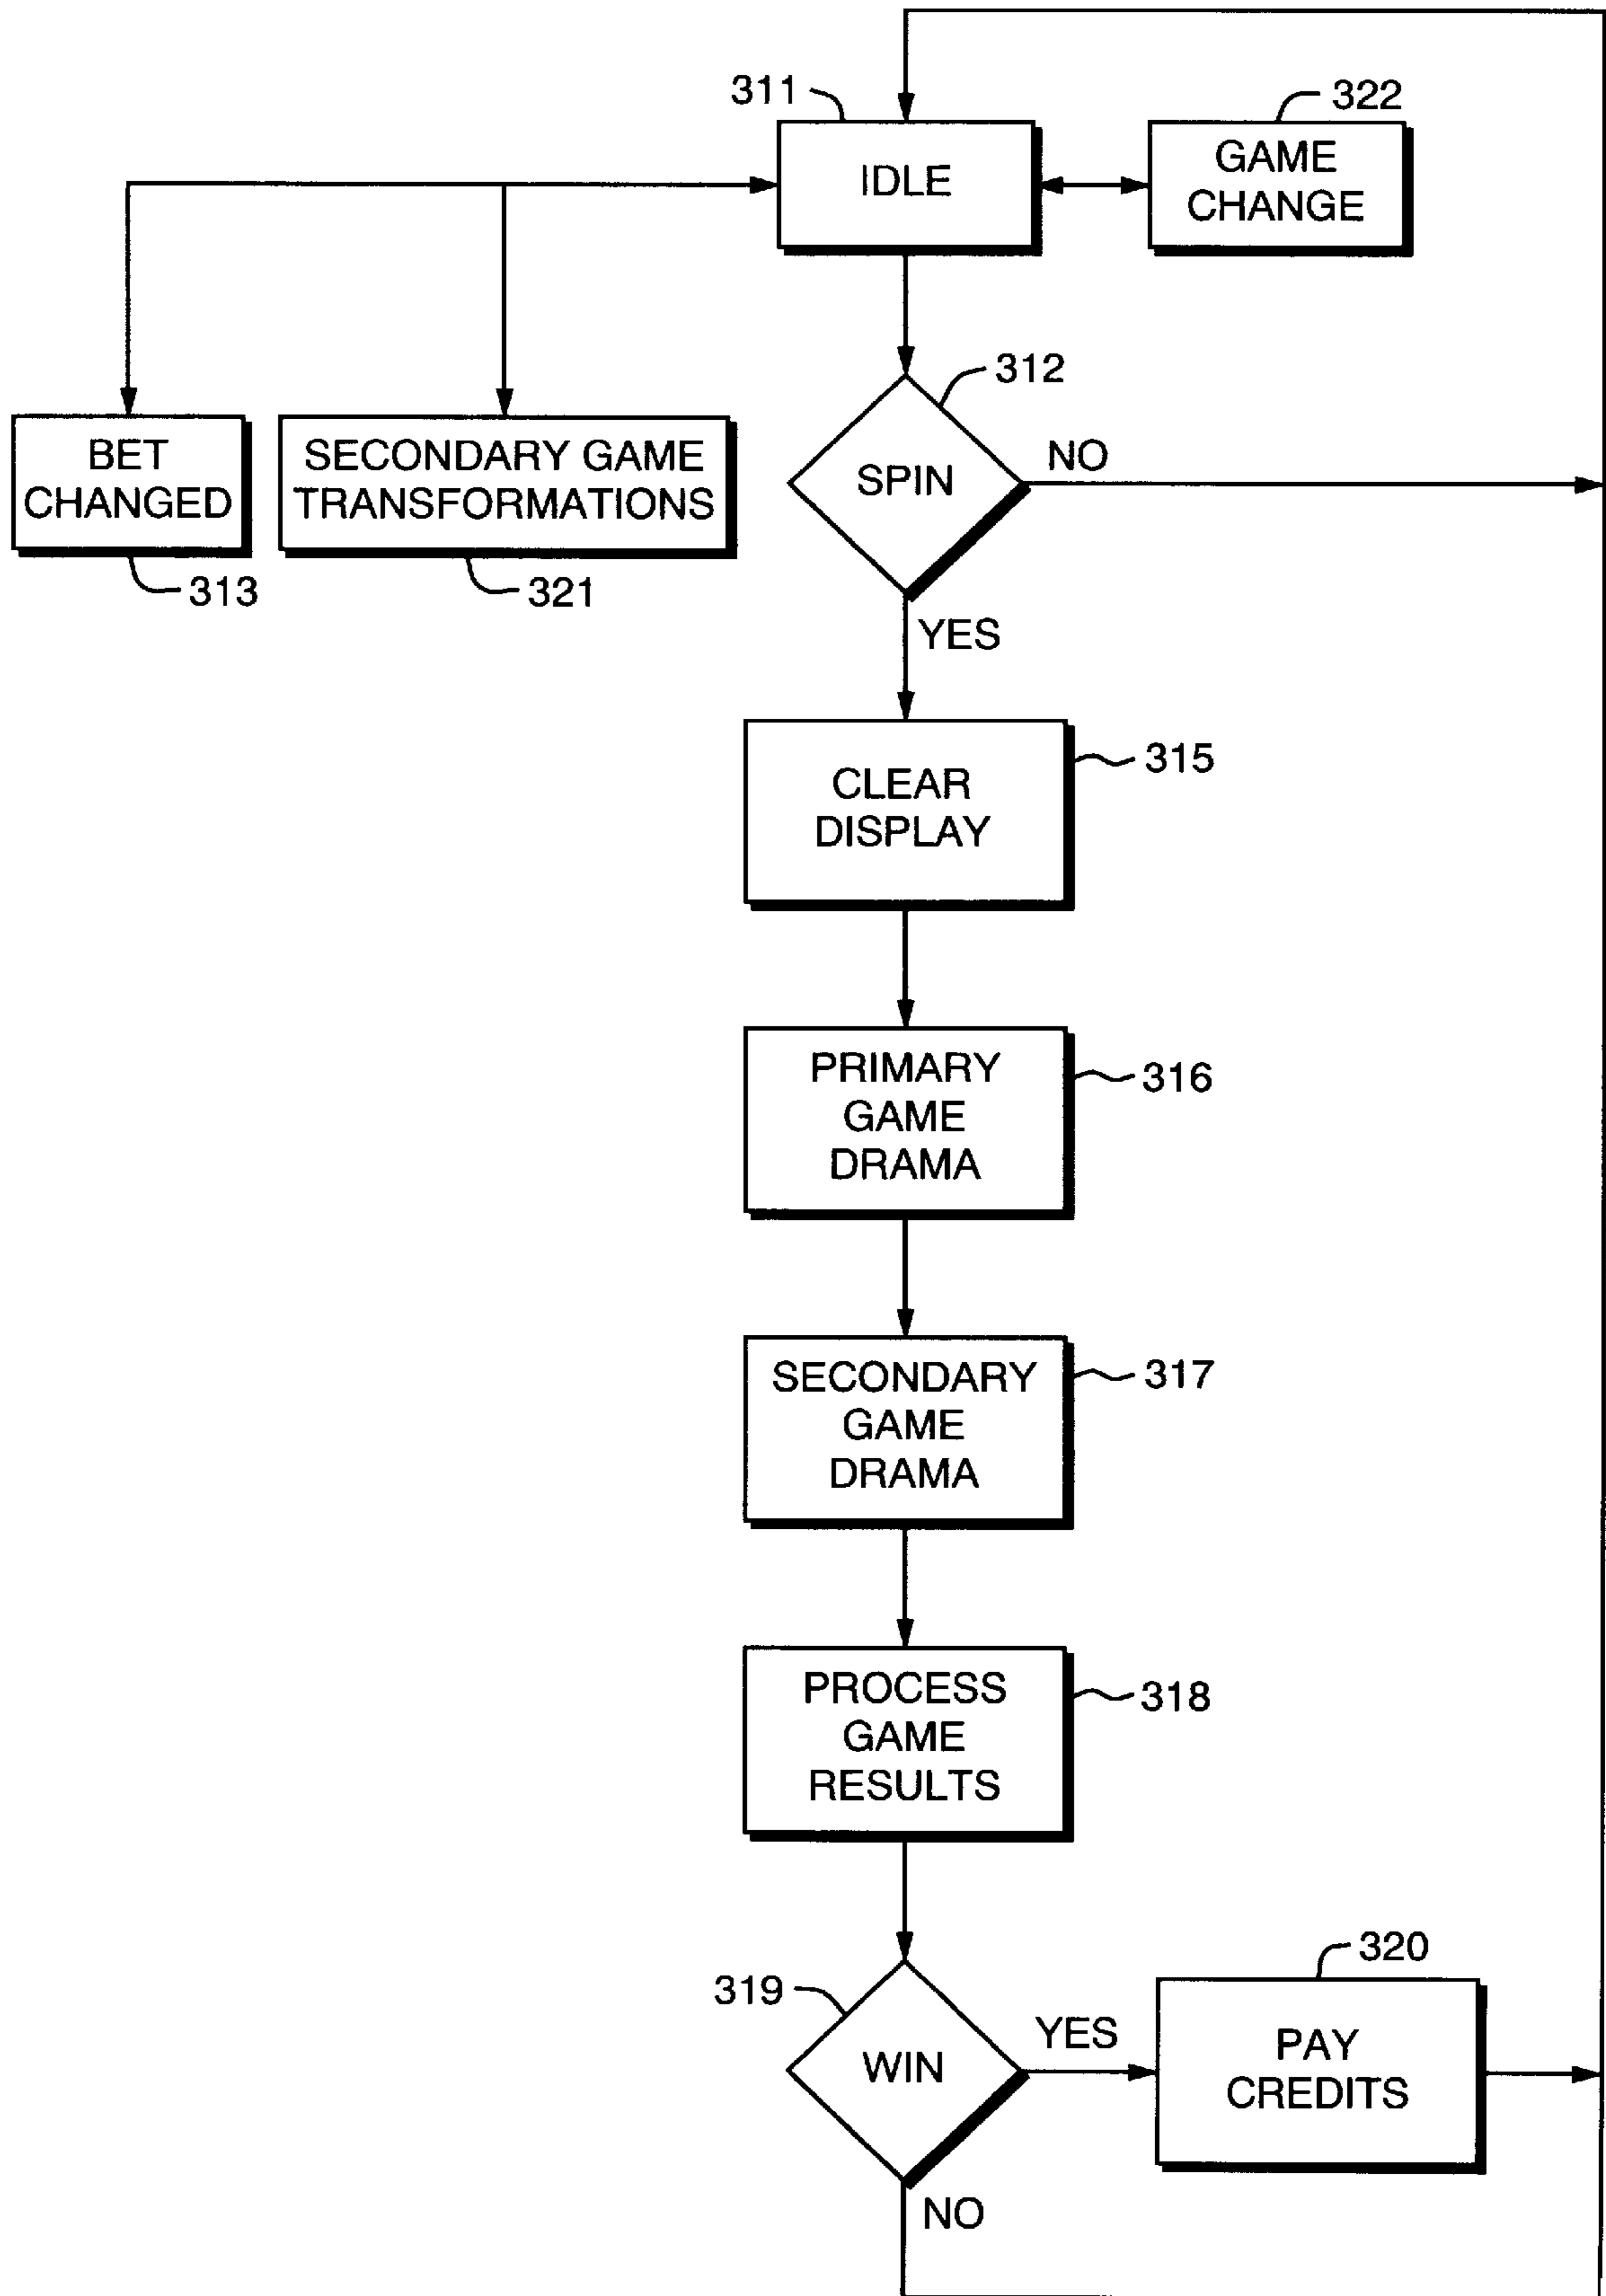 311
322
IDLE
GAME
CHANGE
312
BET
CHANGED
SECONDARY GAME
TRANSFORMATIONS
SPIN
NO
313
321
YES
315
CLEAR
DISPLAY
316
PRIMARY
GAME
DRAMA
317
SECONDARY
GAME
DRAMA
318
PROCESS
GAME
RESULTS
319
320
YES
WIN
PAY
CREDITS
NO